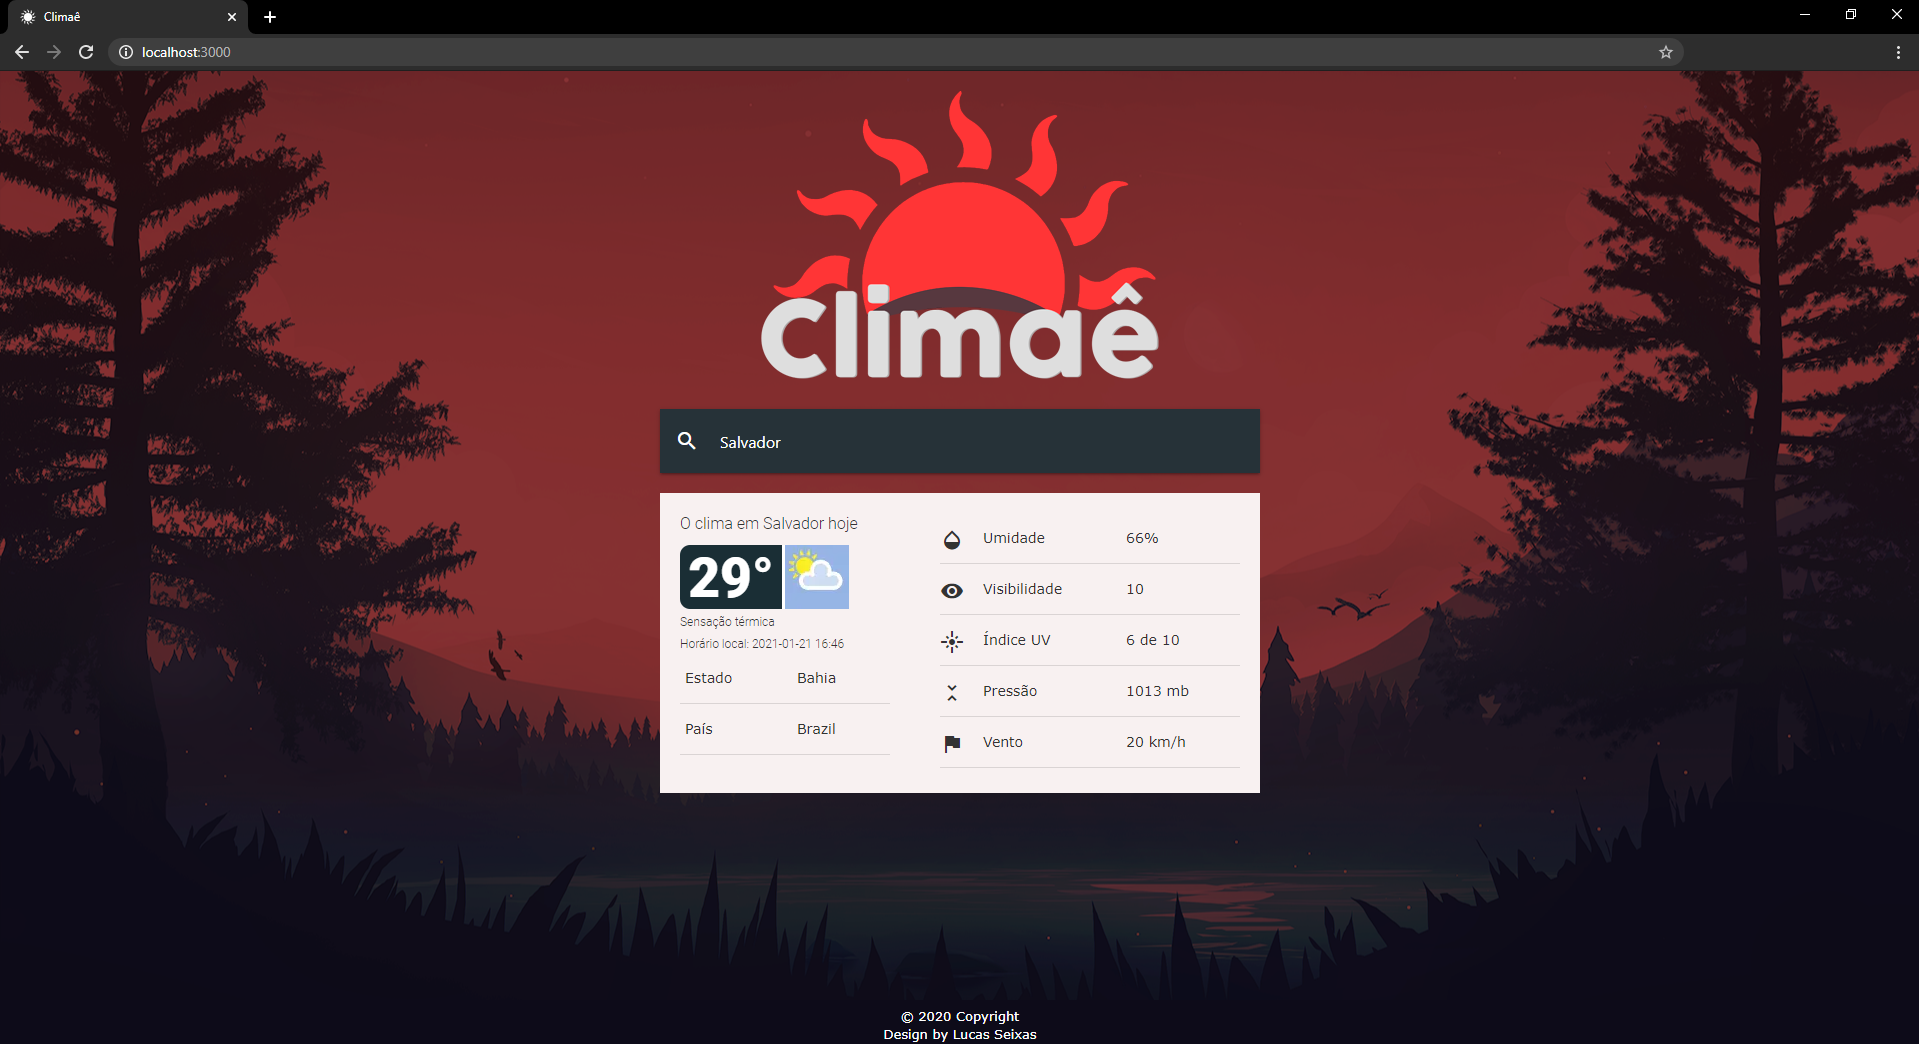 Climaê
localhost:3000
Climaê
Salvador
O clima em Salvador hoje
29°
Sensação térmica
Horário local: 2021-01-21 16:46
Estado Bahia
País Brazil
Umidade 66%
Visibilidade 10
Índice UV 6 de 10
Pressão 1013 mb
Vento 20 km/h
© 2020 Copyright
Design by Lucas Seixas